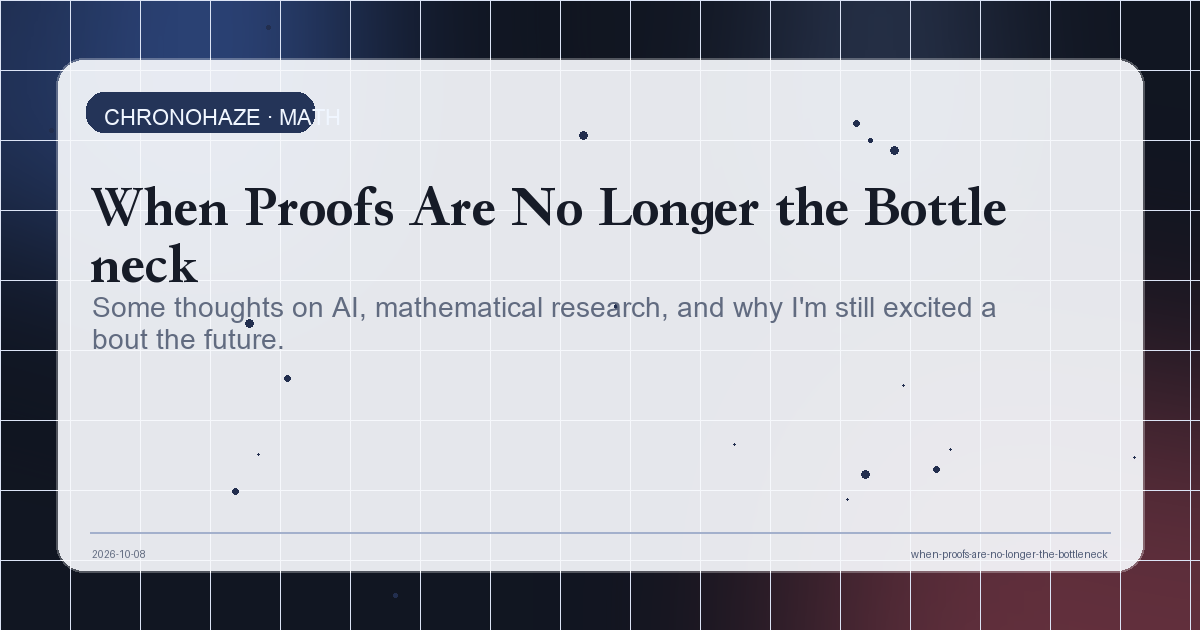 CHRONOHAZE · MATH
When Proofs Are No Longer the Bottle
neck
Some thoughts on AI, mathematical research, and why I'm still excited a
bout the future.
2026-10-08
when-proofs-are-no-longer-the-bottleneck